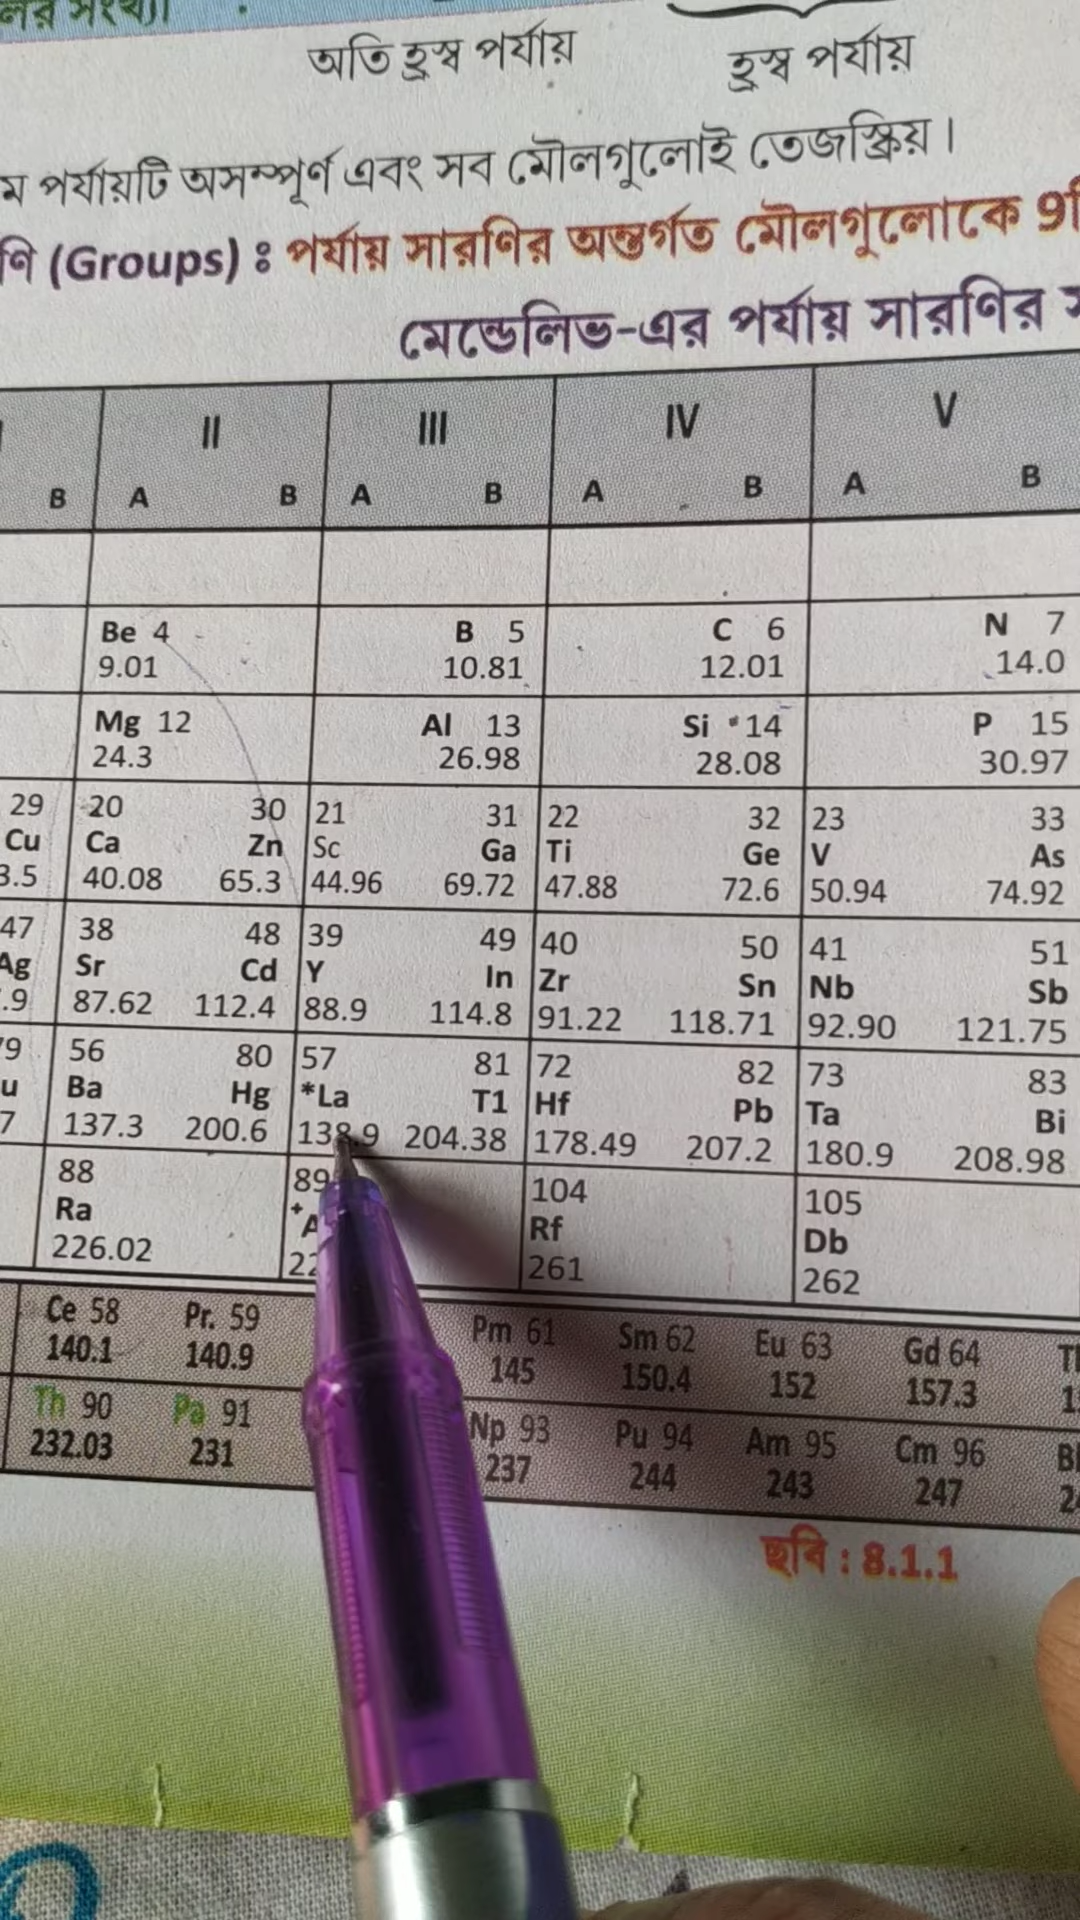 অতি হ্রস্ব পর্যায় হ্রস্ব পর্যায়
পর্যায়টি অসম্পূর্ণ এবং সব মৌলগুলোই তেজস্ক্রিয়।
(Groups) : পর্যায় সারণির অন্তর্গত মৌলগুলোকে 9টি
মেন্ডেলিভ-এর পর্যায় সারণির
II III IV V
B A B A B A B A B
Be 4 B 5 C 6 N 7
9.01 10.81 12.01 14.0
Mg 12 Al 13 Si 14 P 15
24.3 26.98 28.08 30.97
29 20 30 21 31 22 32 23 33
Cu Ca Zn Sc Ga Ti Ge V As
3.5 40.08 65.3 44.96 69.72 47.88 72.6 50.94 74.92
47 38 48 39 49 40 50 41 51
Ag Sr Cd Y In Zr Sn Nb Sb
.9 87.62 112.4 88.9 114.8 91.22 118.71 92.90 121.75
79 56 80 57 81 72 82 73 83
u Ba Hg *La T1 Hf Pb Ta Bi
7 137.3 200.6 138.9 204.38 178.49 207.2 180.9 208.98
88 89 104 105
Ra Rf Db
226.02 261 262
Ce 58 Pr. 59 Pm 61 Sm 62 Eu 63 Gd 64
140.1 140.9 145 150.4 152 157.3
Th 90 Pa 91 Np 93 Pu 94 Am 95 Cm 96
232.03 231 237 244 243 247
ছবি : 8.1.1